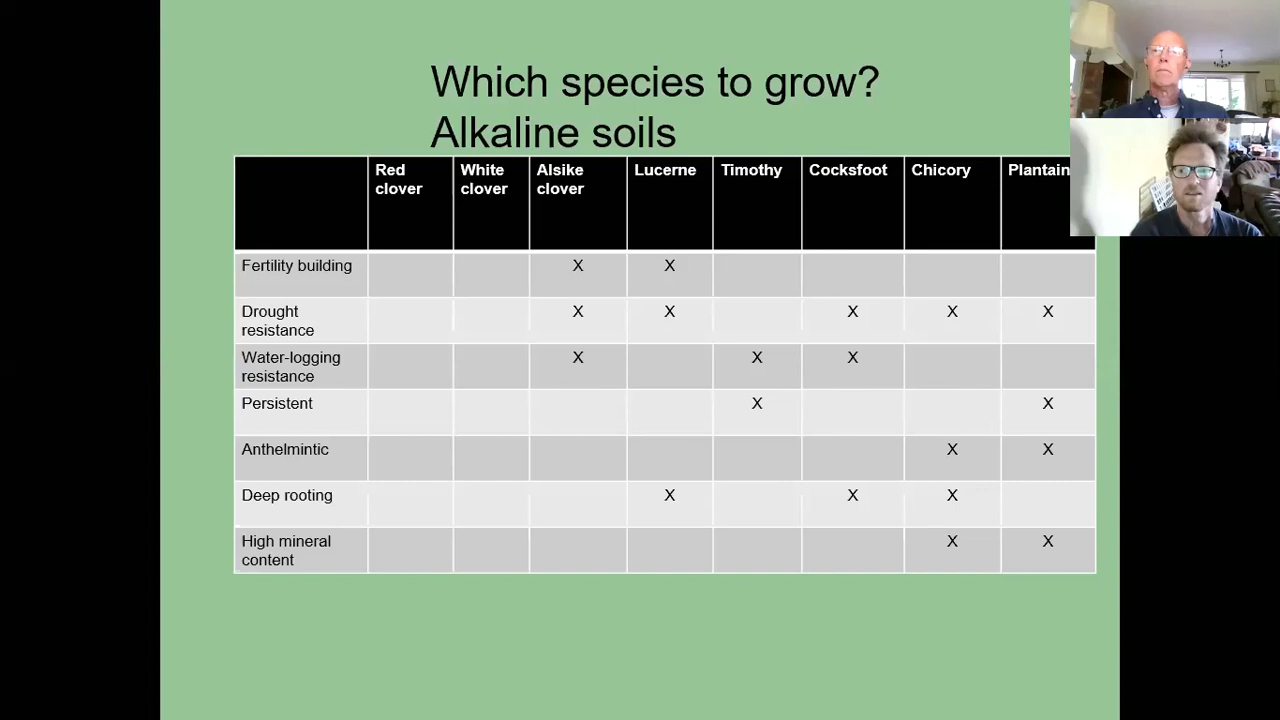 Which species to grow?
Alkaline soils
Red clover White clover Alsike clover Lucerne Timothy Cocksfoot Chicory Plantain
Fertility building X X
Drought resistance X X X X X
Water-logging resistance X X X
Persistent X X
Anthelmintic X X
Deep rooting X X X
High mineral content X X